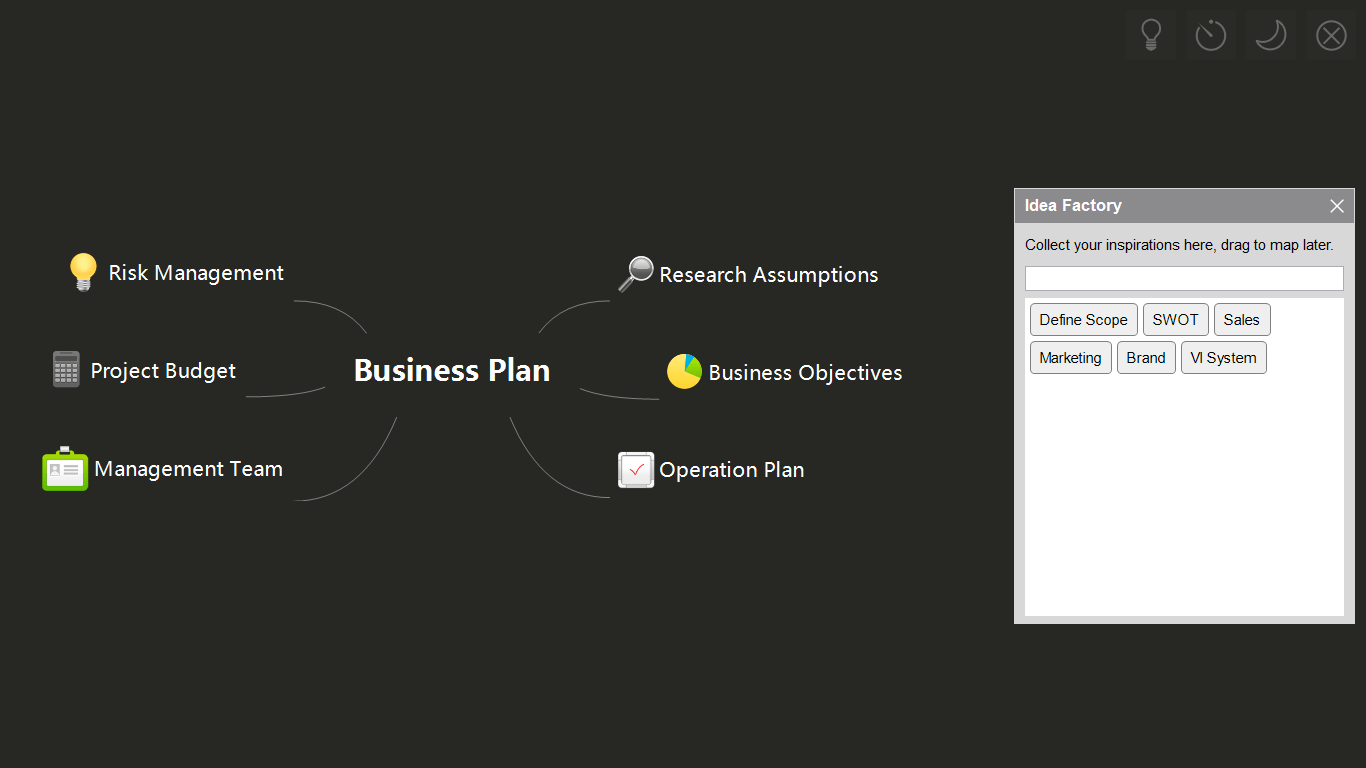 Risk Management
Project Budget
Management Team
Business Plan
Research Assumptions
Business Objectives
Operation Plan
Idea Factory
Collect your inspirations here, drag to map later.
Define Scope SWOT Sales
Marketing Brand VI System